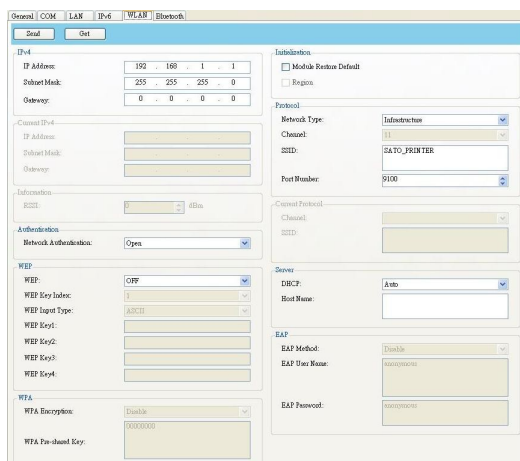 General COM LAN IPv6 WLAN Bluetooth
Send Get
IPv4
IP Address: 192 . 168 . 1 . 1
Subnet Mask: 255 . 255 . 255 . 0
Gateway: 0 . 0 . 0 . 0
Current IPv4
IP Address:
Subnet Mask:
Gateway:
Information
RSSI: 0 dBm
Authentication
Network Authentication: Open
WEP
WEP: OFF
WEP Key Index: 1
WEP Input Type: ASCII
WEP Key1:
WEP Key2:
WEP Key3:
WEP Key4:
WPA
WPA Encryption: Disable
00000000
WPA Pre-shared Key:
Initialization
Module Restore Default
Region
Protocol
Network Type: Infrastructure
Channel: 11
SSID: SATO_PRINTER
Port Number: 9100
Current Protocol
Channel:
SSID:
Server
DHCP: Auto
Host Name:
EAP
EAP Method: Disable
EAP User Name: anonymous
EAP Password: anonymous